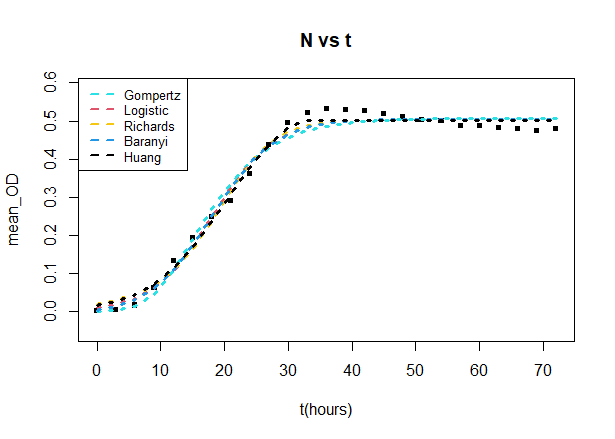 N vs t
Gompertz
Logistic
Richards
Baranyi
Huang
mean_OD
0.6
0.5
0.4
0.3
0.2
0.1
0.0
0 10 20 30 40 50 60 70
t(hours)